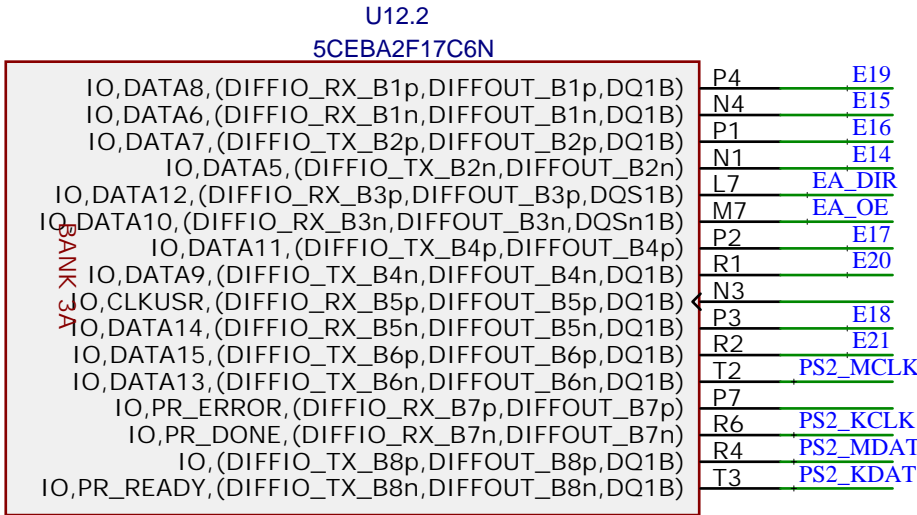 U12.2
5CEBA2F17C6N
IO,DATA8,(DIFFIO_RX_B1p,DIFFOUT_B1p,DQ1B) P4 E19
IO,DATA6,(DIFFIO_RX_B1n,DIFFOUT_B1n,DQ1B) N4 E15
IO,DATA7,(DIFFIO_TX_B2p,DIFFOUT_B2p,DQ1B) P1 E16
IO,DATA5,(DIFFIO_TX_B2n,DIFFOUT_B2n) N1 E14
IO,DATA12,(DIFFIO_RX_B3p,DIFFOUT_B3p,DQS1B) L7 EA_DIR
IO,DATA10,(DIFFIO_RX_B3n,DIFFOUT_B3n,DQSn1B) M7 EA_OE
IO,DATA11,(DIFFIO_TX_B4p,DIFFOUT_B4p) P2 E17
IO,DATA9,(DIFFIO_TX_B4n,DIFFOUT_B4n,DQ1B) R1 E20
IO,CLKUSR,(DIFFIO_RX_B5p,DIFFOUT_B5p,DQ1B) N3
IO,DATA14,(DIFFIO_RX_B5n,DIFFOUT_B5n,DQ1B) P3 E18
IO,DATA15,(DIFFIO_TX_B6p,DIFFOUT_B6p,DQ1B) R2 E21
IO,DATA13,(DIFFIO_TX_B6n,DIFFOUT_B6n,DQ1B) T2 PS2_MCLK
IO,PR_ERROR,(DIFFIO_RX_B7p,DIFFOUT_B7p) P7
IO,PR_DONE,(DIFFIO_RX_B7n,DIFFOUT_B7n) R6 PS2_KCLK
IO,(DIFFIO_TX_B8p,DIFFOUT_B8p,DQ1B) R4 PS2_MDAT
IO,PR_READY,(DIFFIO_TX_B8n,DIFFOUT_B8n,DQ1B) T3 PS2_KDAT
BANK 3A